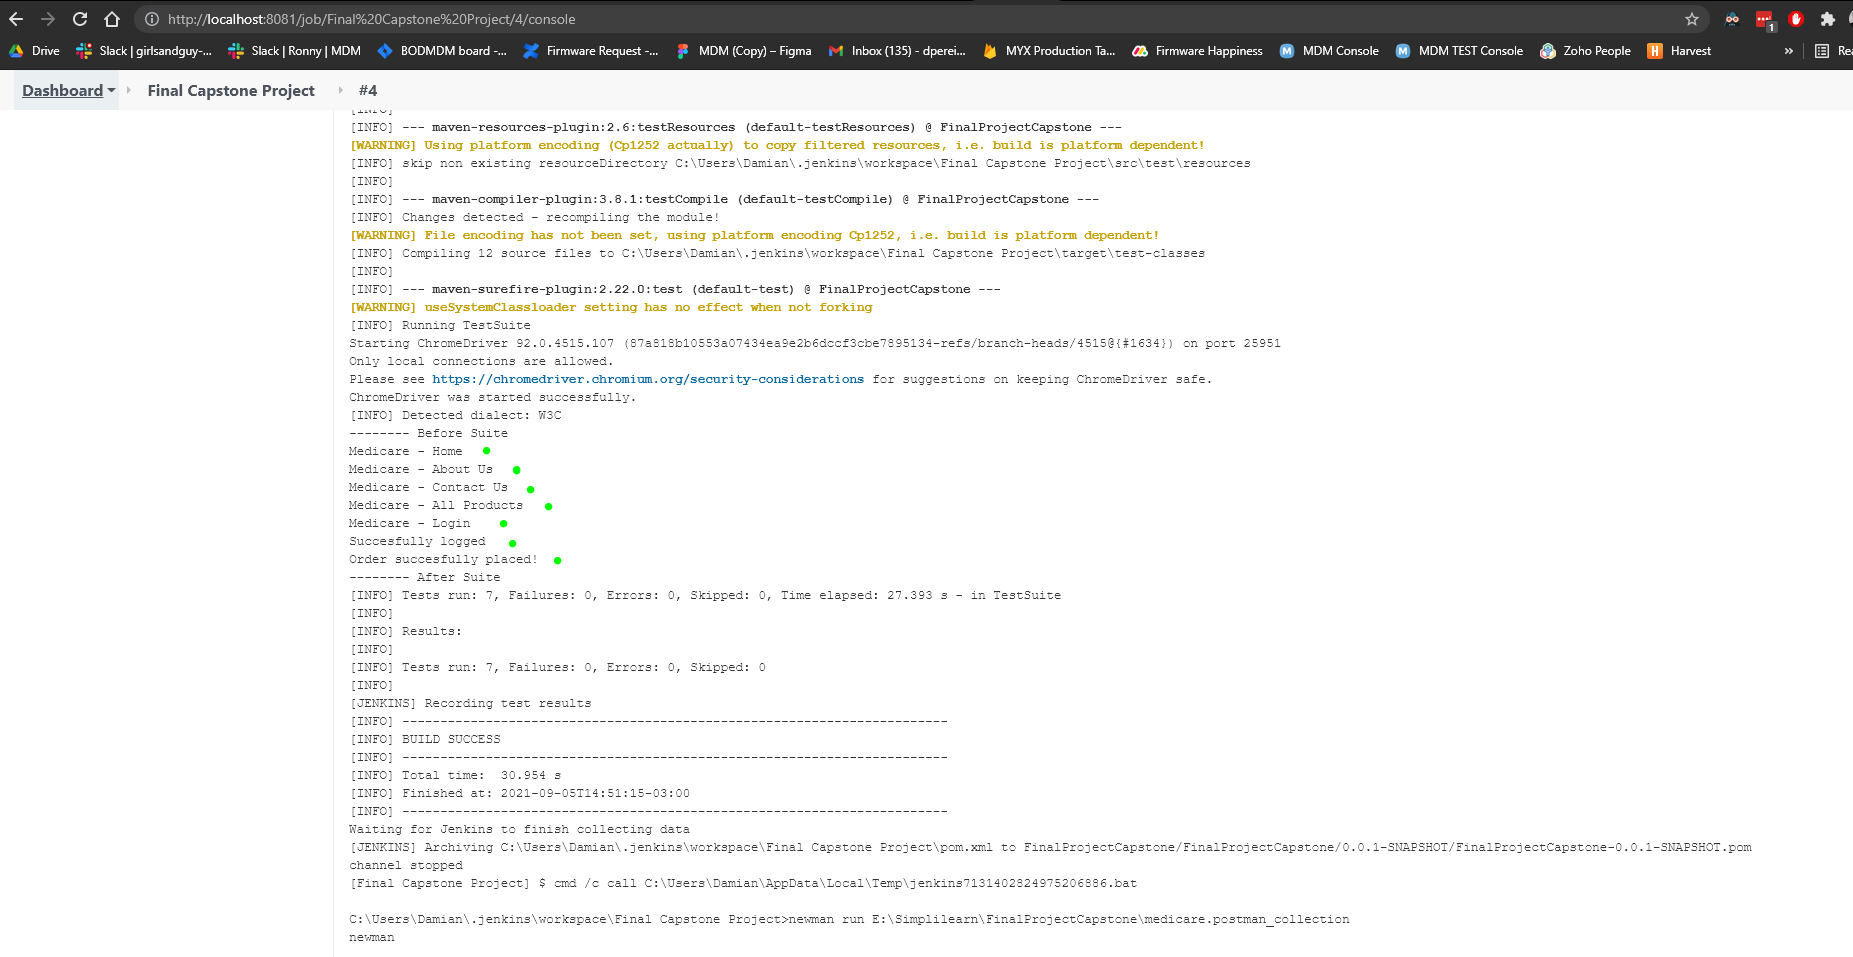 http://localhost:8081/job/Final%20Capstone%20Project/4/console
1
Drive
Slack | girlsandguy-...
Slack | Ronny | MDM
BODMDM board -...
Firmware Request -...
MDM (Copy) – Figma
Inbox (135) - dperei...
MYX Production Ta...
Firmware Happiness
MDM Console
MDM TEST Console
Zoho People
Harvest
»
Rea
Dashboard Final Capstone Project #4
[INFO]
[INFO] --- maven-resources-plugin:2.6:testResources (default-testResources) @ FinalProjectCapstone ---
[WARNING] Using platform encoding (Cp1252 actually) to copy filtered resources, i.e. build is platform dependent!
[INFO] skip non existing resourceDirectory C:\Users\Damian\.jenkins\workspace\Final Capstone Project\src\test\resources
[INFO]
[INFO] --- maven-compiler-plugin:3.8.1:testCompile (default-testCompile) @ FinalProjectCapstone ---
[INFO] Changes detected - recompiling the module!
[WARNING] File encoding has not been set, using platform encoding Cp1252, i.e. build is platform dependent!
[INFO] Compiling 12 source files to C:\Users\Damian\.jenkins\workspace\Final Capstone Project\target\test-classes
[INFO]
[INFO] --- maven-surefire-plugin:2.22.0:test (default-test) @ FinalProjectCapstone ---
[WARNING] useSystemClassloader setting has no effect when not forking
[INFO] Running TestSuite
Starting ChromeDriver 92.0.4515.107 (87a818b10553a07434ea9e2b6dccf3cbe7895134-refs/branch-heads/4515@{#1634}) on port 25951
Only local connections are allowed.
Please see https://chromedriver.chromium.org/security-considerations for suggestions on keeping ChromeDriver safe.
ChromeDriver was started successfully.
[INFO] Detected dialect: W3C
-------- Before Suite
Medicare - Home
Medicare - About Us
Medicare - Contact Us
Medicare - All Products
Medicare - Login
Succesfully logged
Order succesfully placed!
-------- After Suite
[INFO] Tests run: 7, Failures: 0, Errors: 0, Skipped: 0, Time elapsed: 27.393 s - in TestSuite
[INFO]
[INFO] Results:
[INFO]
[INFO] Tests run: 7, Failures: 0, Errors: 0, Skipped: 0
[INFO]
[JENKINS] Recording test results
[INFO] ------------------------------------------------------------------------
[INFO] BUILD SUCCESS
[INFO] ------------------------------------------------------------------------
[INFO] Total time:  30.954 s
[INFO] Finished at: 2021-09-05T14:51:15-03:00
[INFO] ------------------------------------------------------------------------
Waiting for Jenkins to finish collecting data
[JENKINS] Archiving C:\Users\Damian\.jenkins\workspace\Final Capstone Project\pom.xml to FinalProjectCapstone/FinalProjectCapstone/0.0.1-SNAPSHOT/FinalProjectCapstone-0.0.1-SNAPSHOT.pom
channel stopped
[Final Capstone Project] $ cmd /c call C:\Users\Damian\AppData\Local\Temp\jenkins7131402824975206886.bat
C:\Users\Damian\.jenkins\workspace\Final Capstone Project>newman run E:\Simplilearn\FinalProjectCapstone\medicare.postman_collection
newman